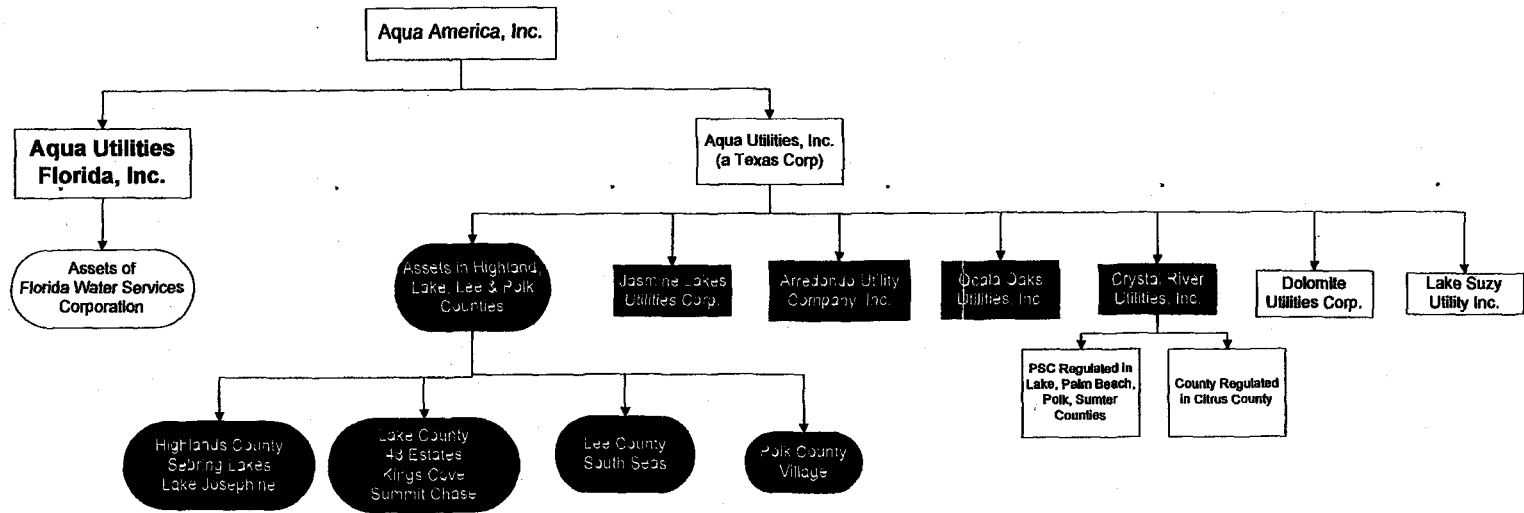 Aqua America, Inc.
Aqua Utilities
Florida, Inc.
Aqua Utilities, Inc.
(a Texas Corp)
Assets of
Florida Water Services
Corporation
Assets in Highland,
Lake, Lee & Polk
Counties
Jasmine Lakes
Utilities Corp.
Arredondo Utility
Company, Inc.
Ocala Oaks
Utilities, Inc.
Crystal River
Utilities, Inc.
Dolomite
Utilities Corp.
Lake Suzy
Utility Inc.
PSC Regulated in
Lake, Palm Beach,
Polk, Sumter
Counties
County Regulated
in Citrus County
Highlands County
Sebring Lakes
Lake Josephine
Lake County
48 Estates
Kings Cove
Summit Chase
Lee County
South Seas
Polk County
Village